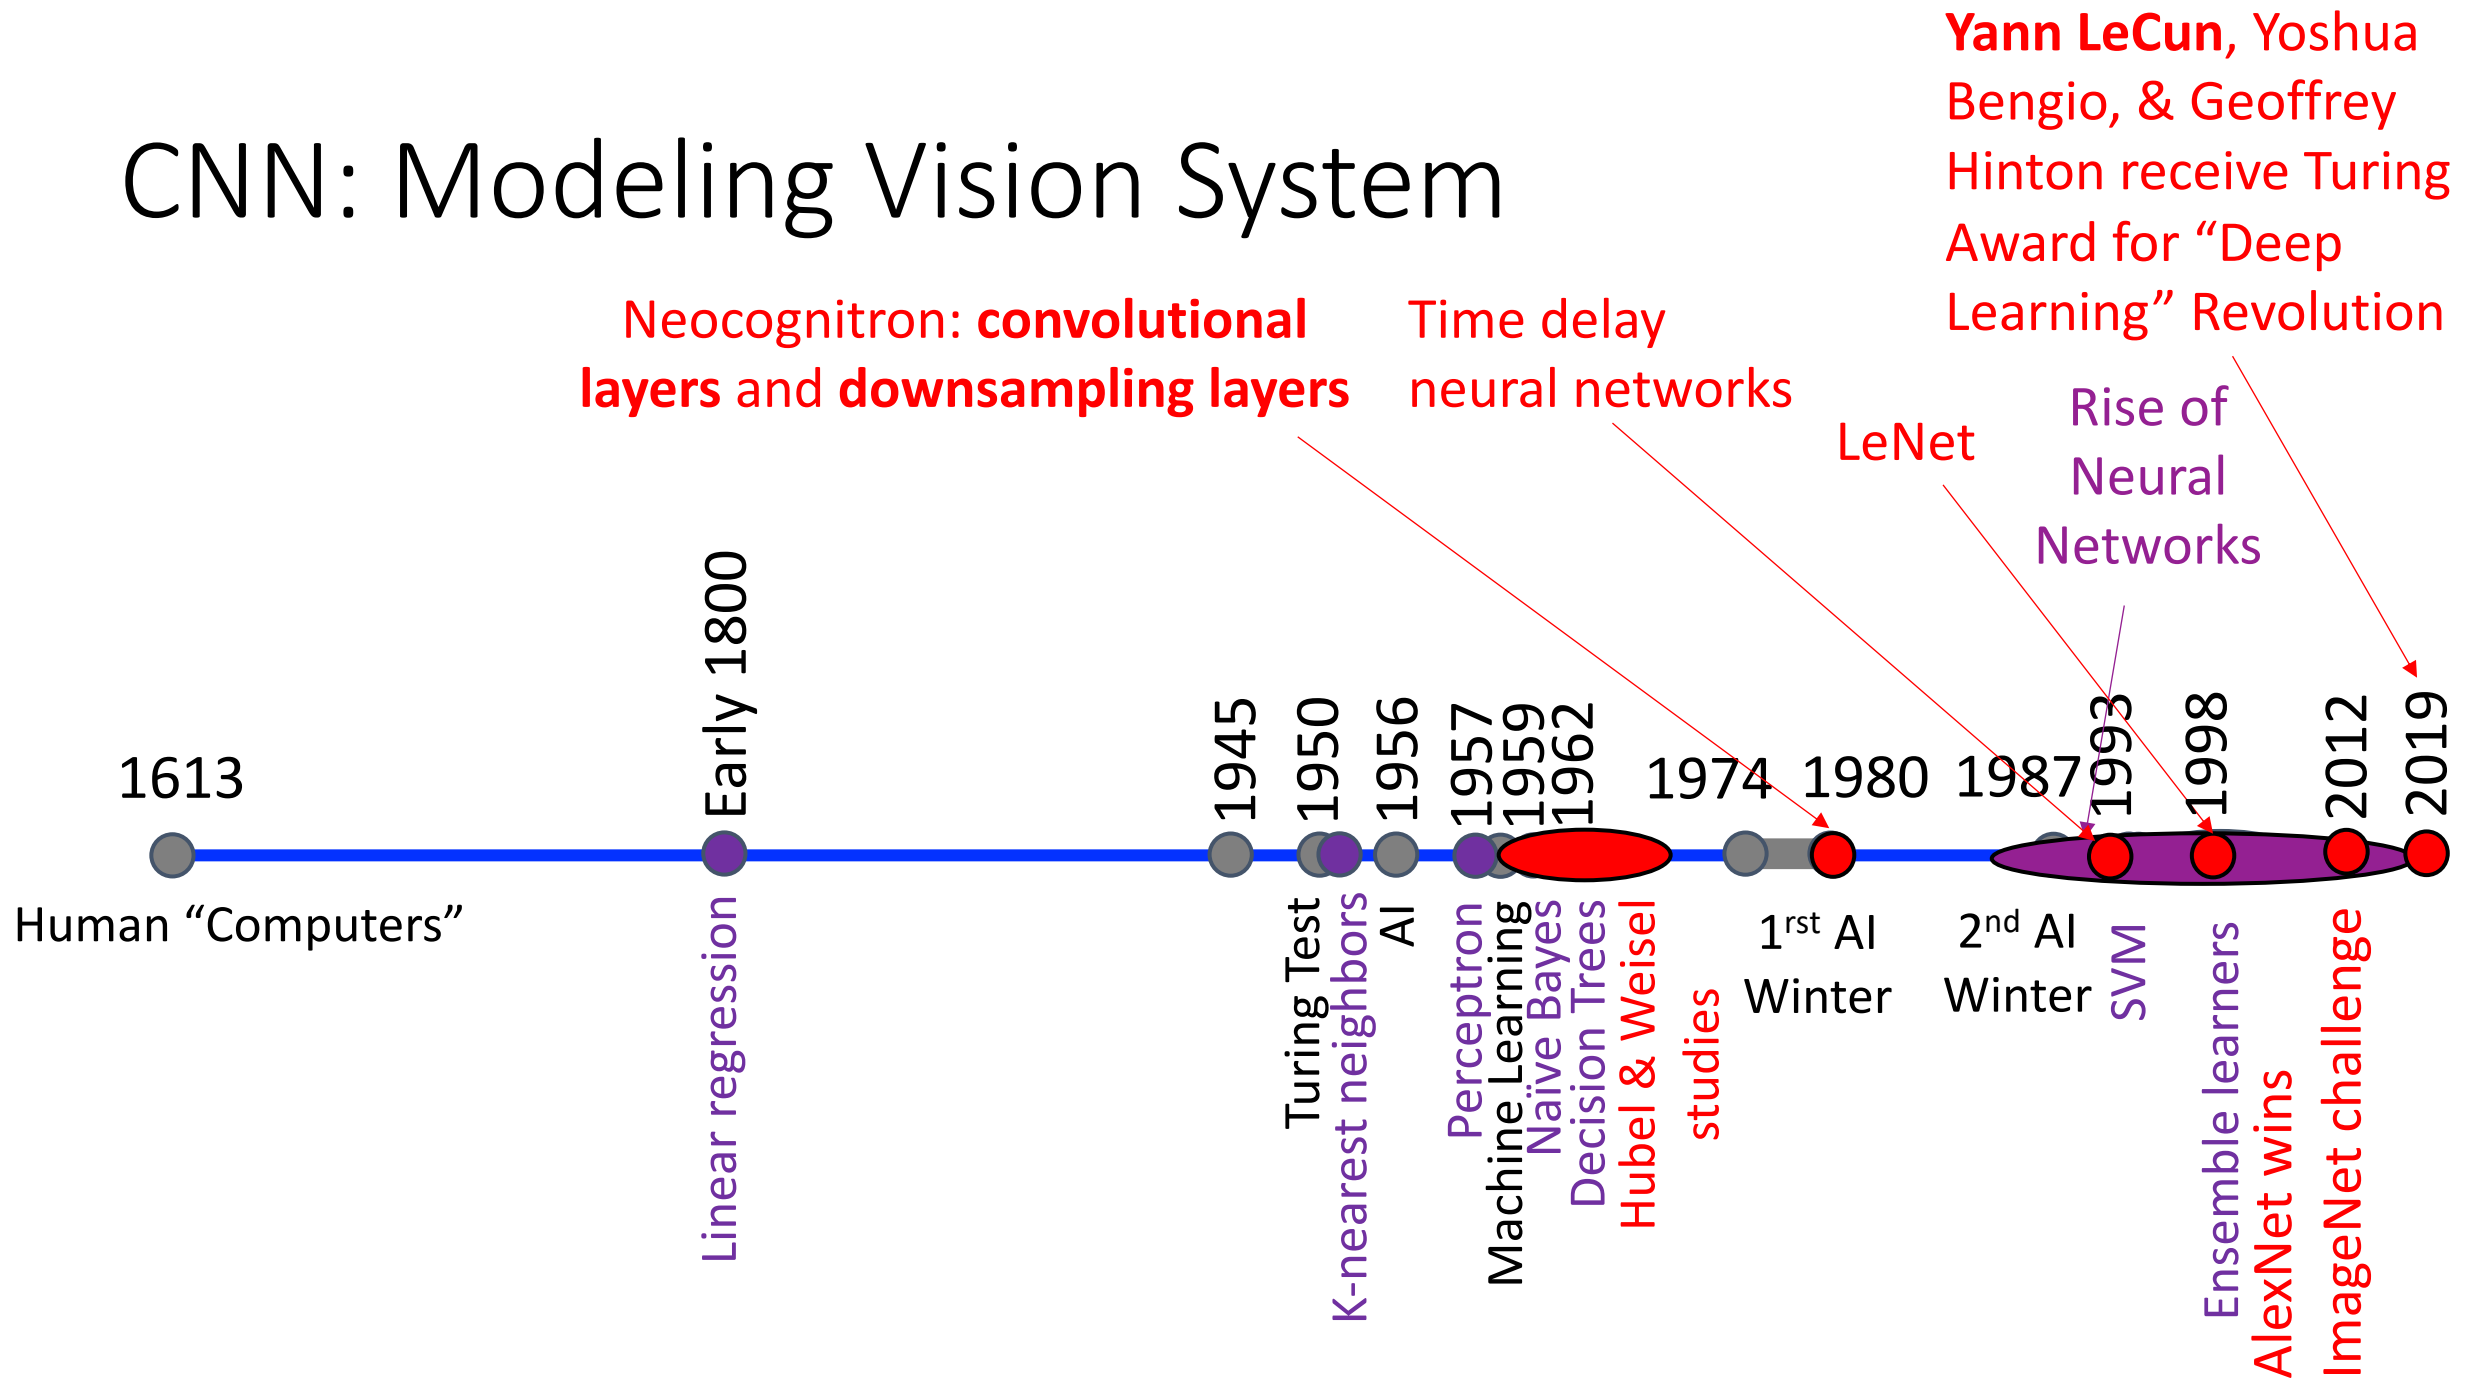 Yann LeCun, Yoshua
Bengio, & Geoffrey
Hinton receive Turing
Award for “Deep
Learning” Revolution
CNN: Modeling Vision System
Neocognitron: convolutional
layers and downsampling layers
Time delay
neural networks
LeNet
Rise of
Neural
Networks
1613
Early 1800
1945
1950
1956
1957
1959
1962
1974
1980
1987
1993
1998
2012
2019
Human “Computers”
Linear regression
Turing Test
K-nearest neighbors
AI
Perceptron
Machine Learning
Naïve Bayes
Decision Trees
Hubel & Weisel
studies
1rst AI
Winter
2nd AI
Winter
SVM
Ensemble learners
AlexNet wins
ImageNet challenge